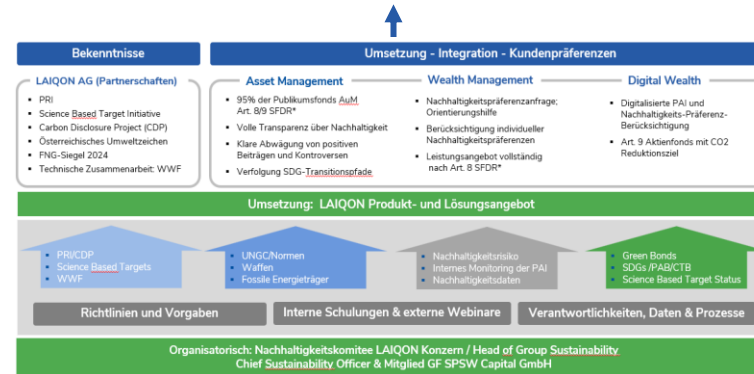 Bekenntnisse
Umsetzung - Integration - Kundenpräferenzen
LAIQON AG (Partnerschaften)
PRI
Science Based Target Initiative
Carbon Disclosure Project (CDP)
Österreichisches Umweltzeichen
FNG-Siegel 2024
Technische Zusammenarbeit: WWF
Asset Management
95% der Publikumsfonds AuM
Art. 8/9 SFDR*
Volle Transparenz über Nachhaltigkeit
Klare Abwägung von positiven
Beiträgen und Kontroversen
Verfolgung SDG-Transitionspfade
Wealth Management
Nachhaltigkeitspräferenzanfrage;
Orientierungshilfe
Berücksichtigung individueller
Nachhaltigkeitspräferenzen
Leistungsangebot vollständig
nach Art. 8 SFDR*
Digital Wealth
Digitalisierte PAI und
Nachhaltigkeits-Präferenz-
Berücksichtigung
Art. 9 Aktienfonds mit CO2
Reduktionsziel
Umsetzung: LAIQON Produkt- und Lösungsangebot
PRI/CDP
Science Based Targets
WWF
UNGC/Normen
Waffen
Fossile Energieträger
Nachhaltigkeitsrisiko
Internes Monitoring der PAI
Nachhaltigkeitsdaten
Green Bonds
SDGs /PAB/CTB
Science Based Target Status
Richtlinien und Vorgaben
Interne Schulungen & externe Webinare
Verantwortlichkeiten, Daten & Prozesse
Organisatorisch: Nachhaltigkeitskomitee LAIQON Konzern / Head of Group Sustainability
Chief Sustainability Officer & Mitglied GF SPSW Capital GmbH